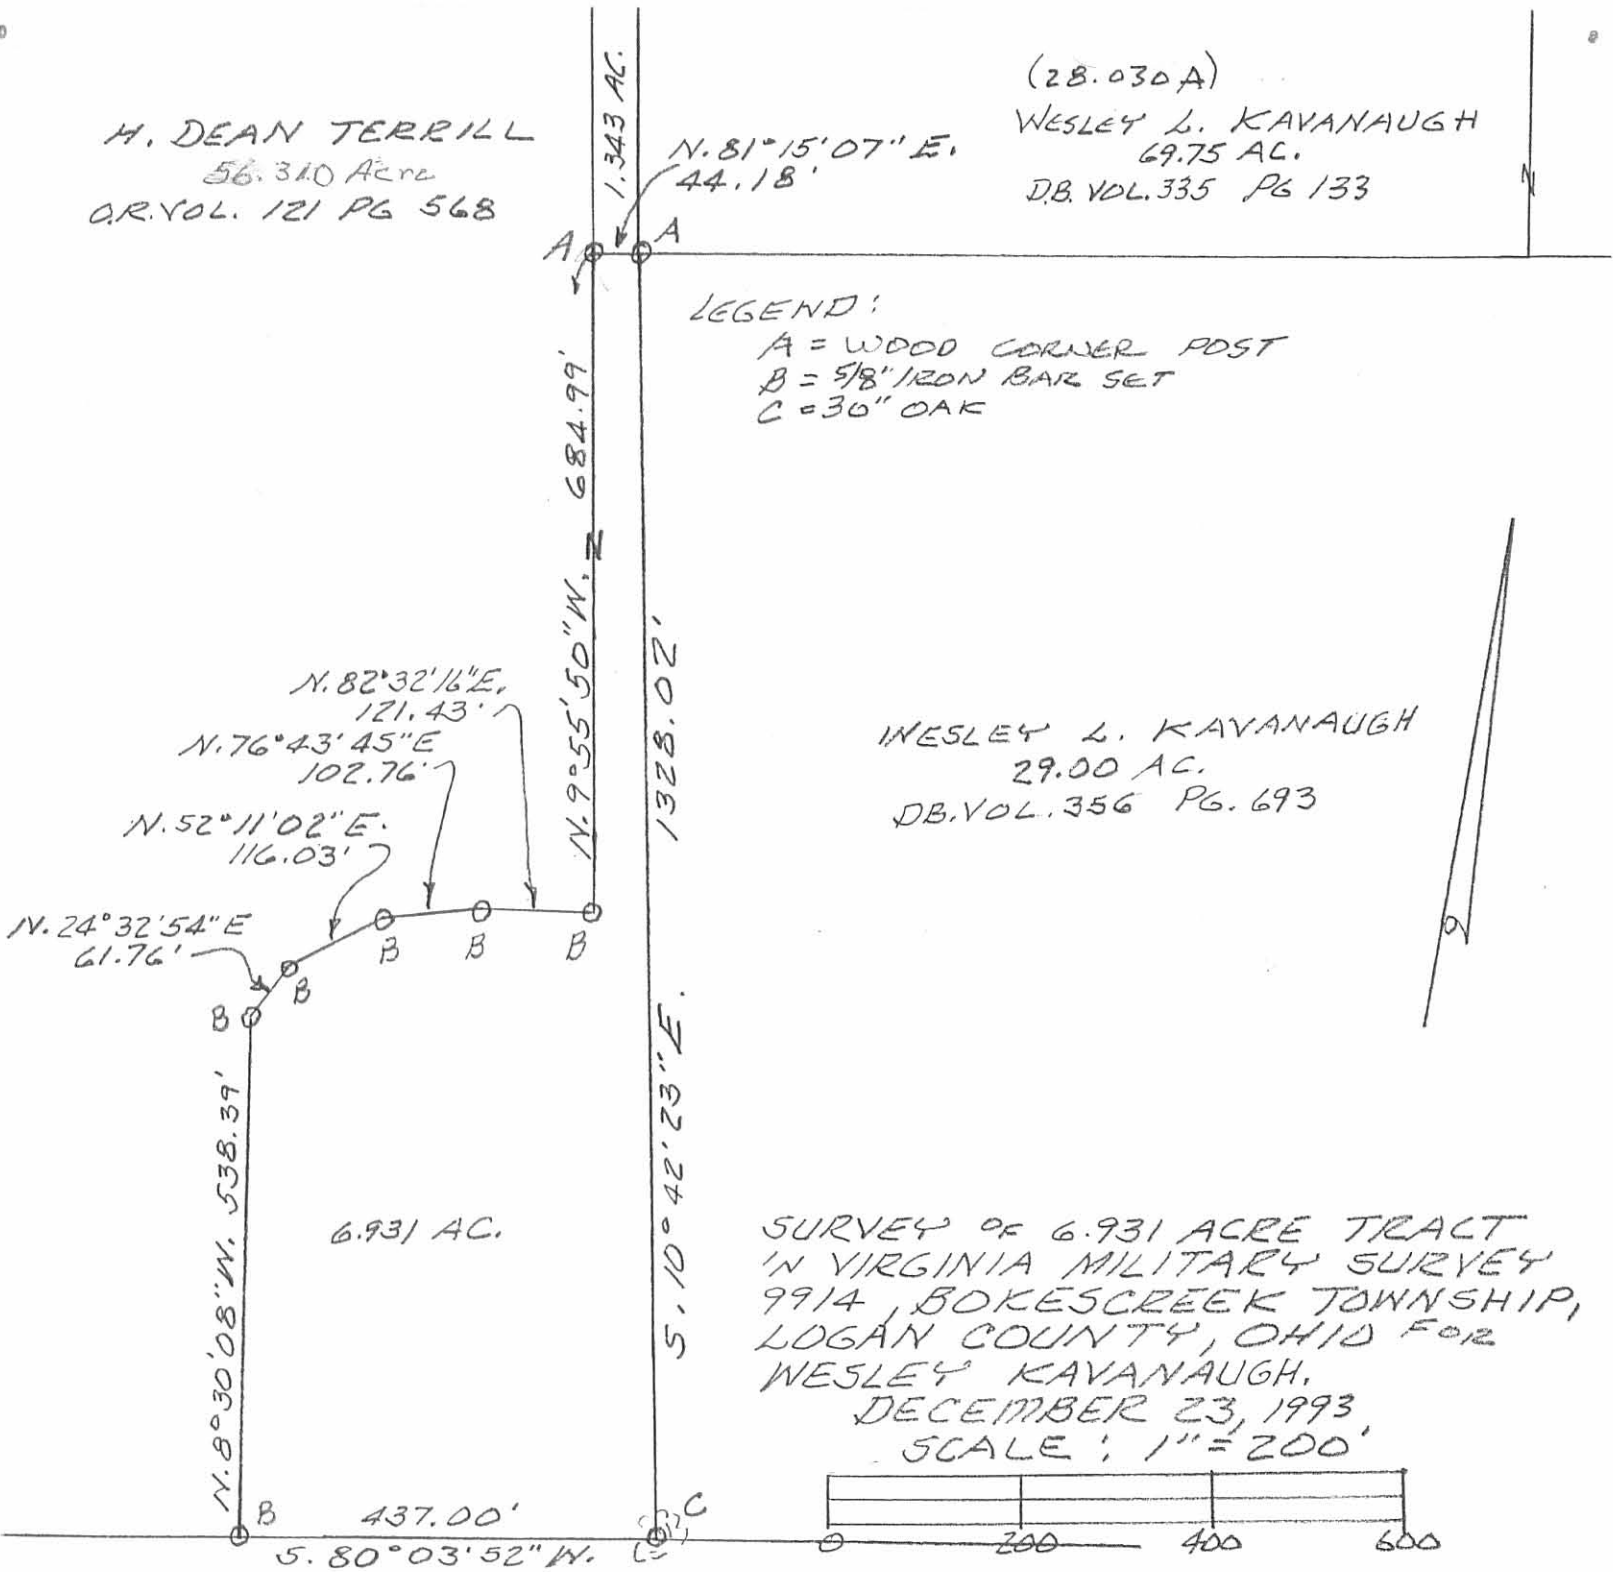 H. DEAN TERRILL
56.310 Acre
O.R. VOL. 121 PG 568
1.343 AC.
N. 81°15'07" E.
44.18'
(28.030 A)
WESLEY L. KAVANAUGH
69.75 AC.
D.B. VOL. 335 PG 133
A
A
LEGEND:
A = WOOD CORNER POST
B = 5/8" IRON BAR SET
C = 30" OAK
N. 9°55'50" W. 684.99'
1328.02'
S. 10°42'23" E.
N. 82°32'16" E.
121.43'
N. 76°43'45" E
102.76'
N. 52°11'02" E.
116.03'
N. 24°32'54" E
61.76'
B
B
B
B
B
WESLEY L. KAVANAUGH
29.00 AC.
DB. VOL. 356 PG. 693
N. 8°30'08" W. 538.39'
6.931 AC.
SURVEY OF 6.931 ACRE TRACT
IN VIRGINIA MILITARY SURVEY
9914, BOKESCREEK TOWNSHIP,
LOGAN COUNTY, OHIO FOR
WESLEY KAVANAUGH.
DECEMBER 23, 1993
SCALE: 1" = 200'
B
437.00'
C
S. 80°03'52" W.
0 200 400 600